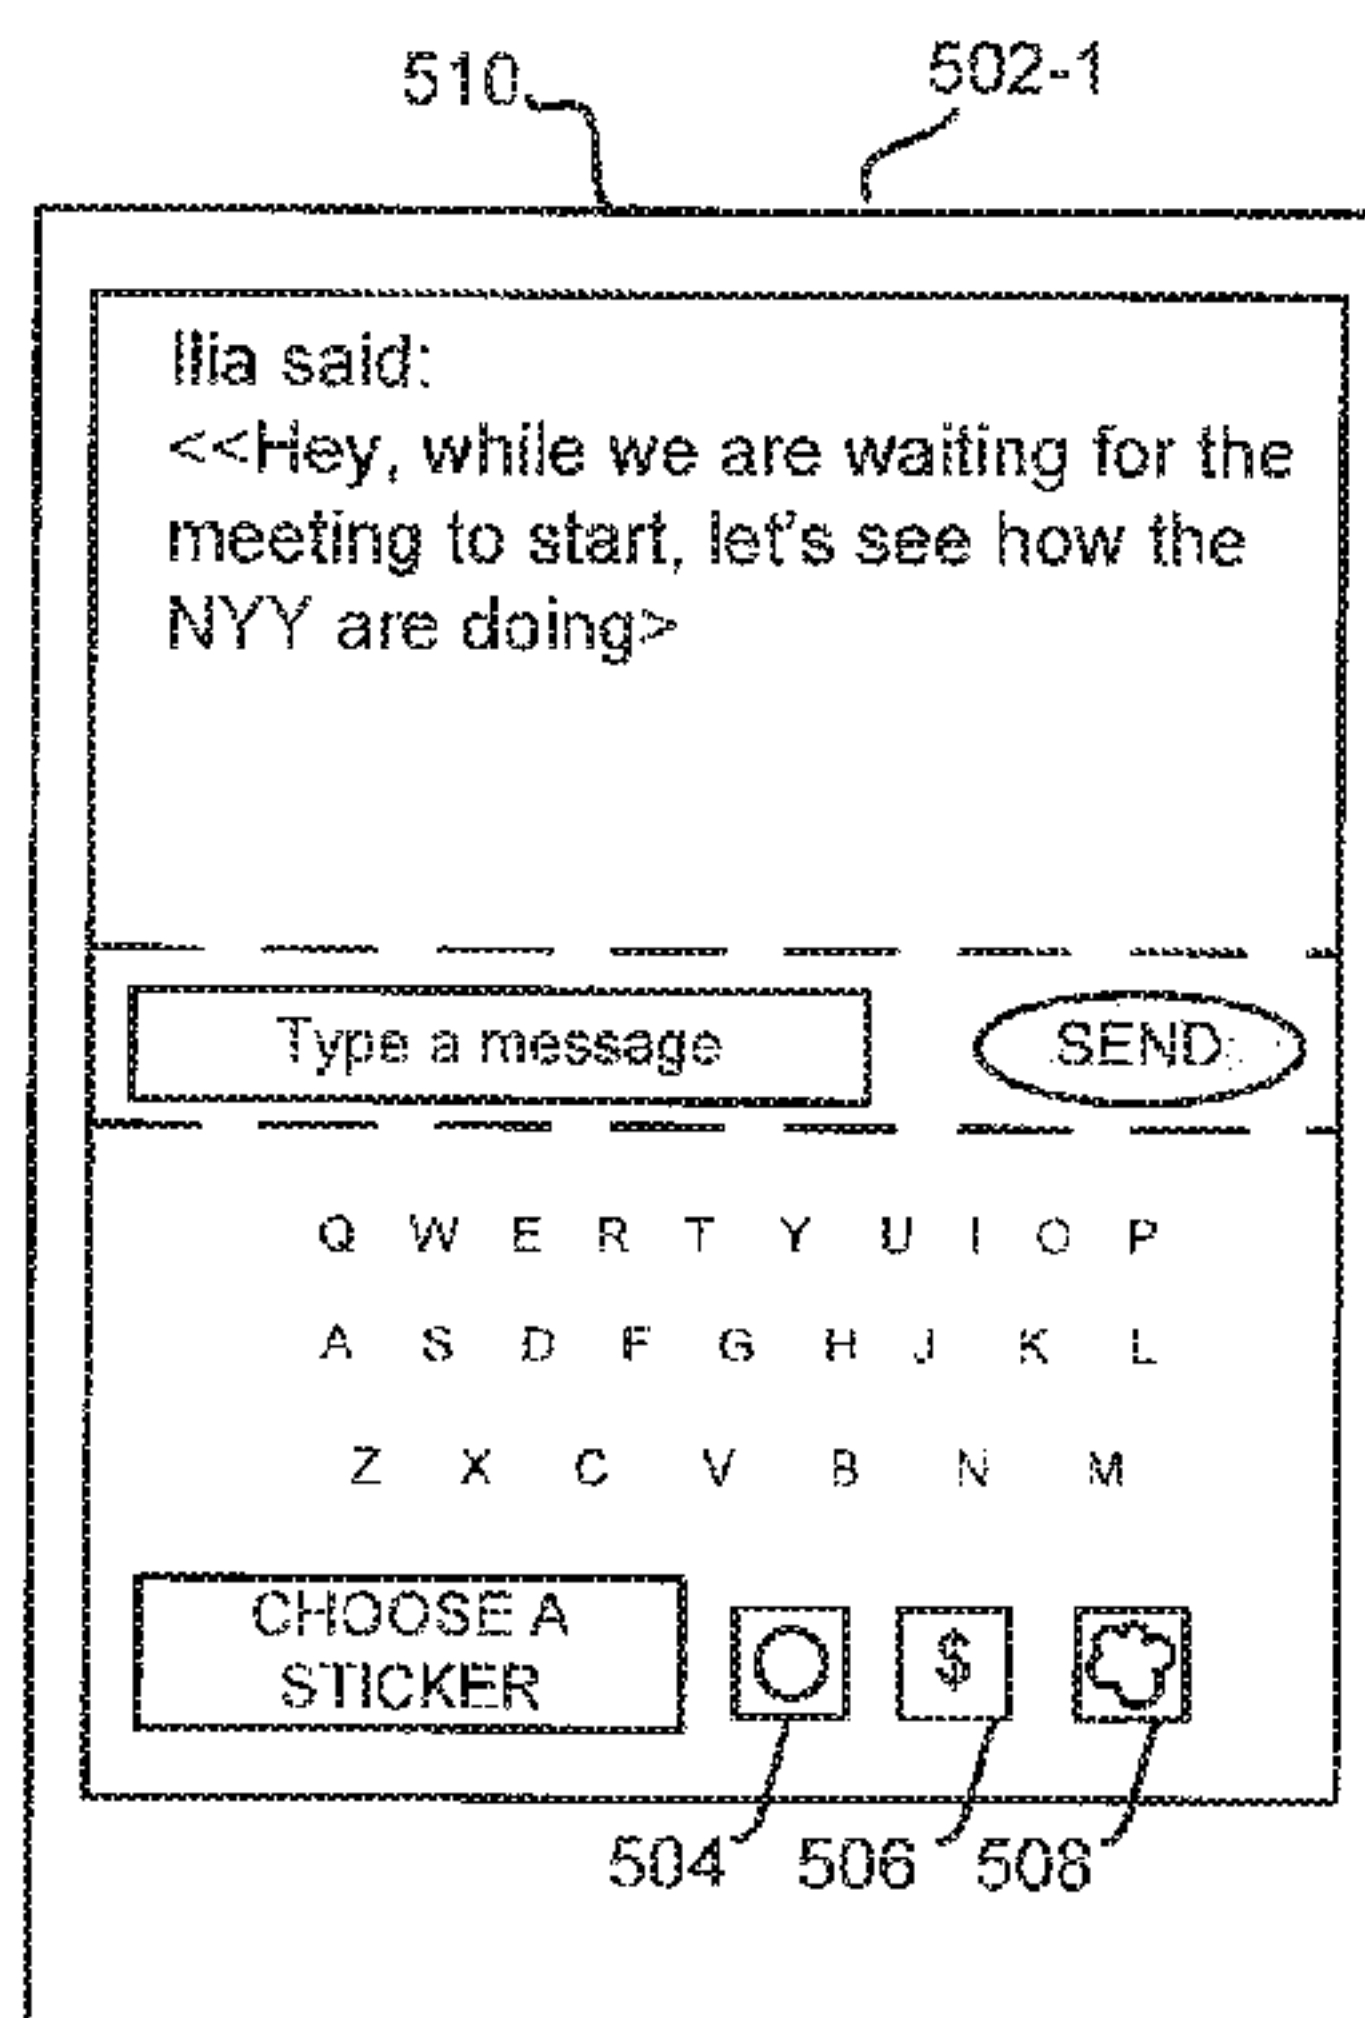 510 502-1
Ilia said:
<<Hey, while we are waiting for the
meeting to start, let's see how the
NYY are doing>
Type a message SEND
Q W E R T Y U I O P
A S D F G H J K L
Z X C V B N M
CHOOSE A
STICKER
$
504 506 508